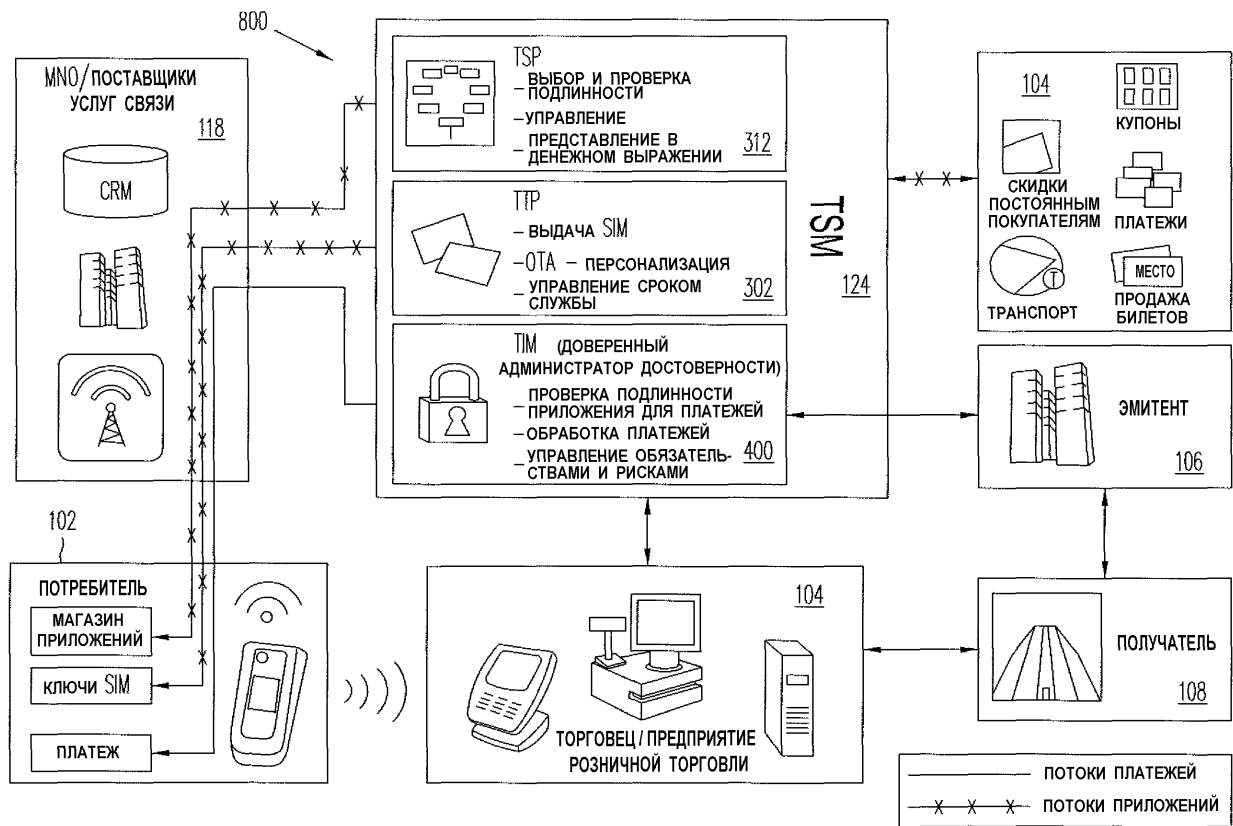 800
MNO/ПОСТАВЩИКИ
УСЛУГ СВЯЗИ
118
CRM
TSP
– ВЫБОР И ПРОВЕРКА
ПОДЛИННОСТИ
– УПРАВЛЕНИЕ
– ПРЕДСТАВЛЕНИЕ В
ДЕНЕЖНОМ ВЫРАЖЕНИИ
312
TTP
– ВЫДАЧА SIM
– OTA – ПЕРСОНАЛИЗАЦИЯ
– УПРАВЛЕНИЕ СРОКОМ
СЛУЖБЫ
302
TIM (ДОВЕРЕННЫЙ
АДМИНИСТРАТОР ДОСТОВЕРНОСТИ)
– ПРОВЕРКА ПОДЛИННОСТИ
ПРИЛОЖЕНИЯ ДЛЯ ПЛАТЕЖЕЙ
– ОБРАБОТКА ПЛАТЕЖЕЙ
– УПРАВЛЕНИЕ ОБЯЗАТЕЛЬ-
СТВАМИ И РИСКАМИ
400
TSM
124
104
КУПОНЫ
СКИДКИ
ПОСТОЯННЫМ
ПОКУПАТЕЛЯМ
ПЛАТЕЖИ
T
ТРАНСПОРТ
МЕСТО
ПРОДАЖА
БИЛЕТОВ
ЭМИТЕНТ
106
102
ПОТРЕБИТЕЛЬ
МАГАЗИН
ПРИЛОЖЕНИЙ
КЛЮЧИ SIM
ПЛАТЕЖ
104
ТОРГОВЕЦ/ПРЕДПРИЯТИЕ
РОЗНИЧНОЙ ТОРГОВЛИ
ПОЛУЧАТЕЛЬ
108
ПОТОКИ ПЛАТЕЖЕЙ
ПОТОКИ ПРИЛОЖЕНИЙ